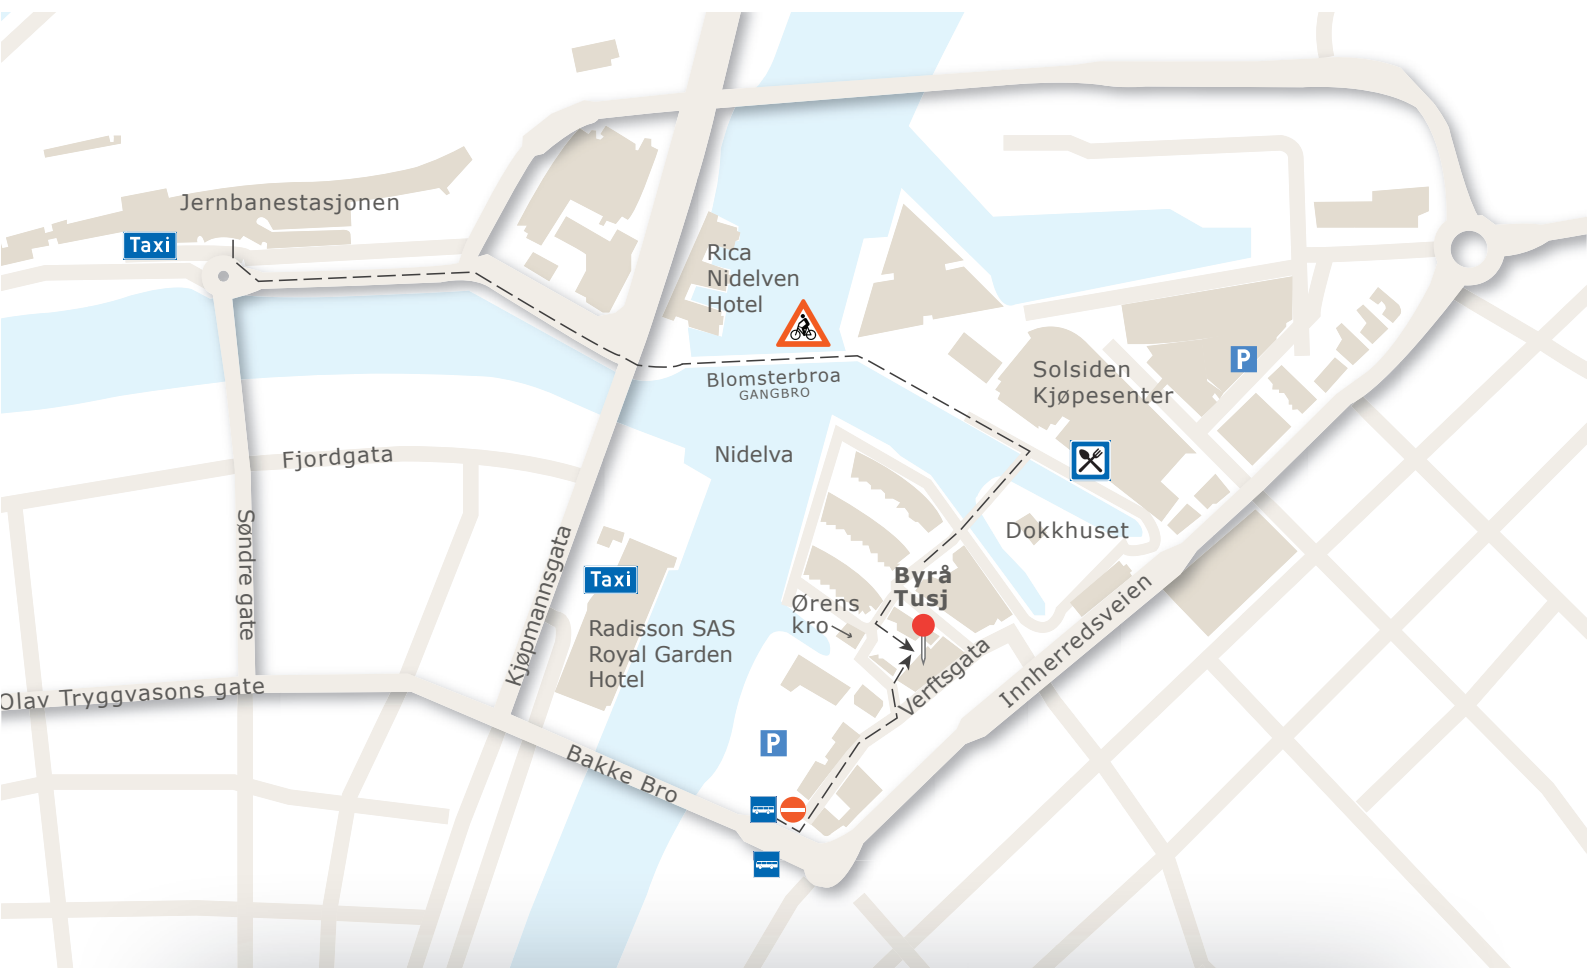 Jernbanestasjonen
Taxi
Rica
Nidelven
Hotel
Blomsterbroa
GANGBRO
Solsiden
Kjøpesenter
P
Fjordgata
Nidelva
Søndre gate
Kjøpmannsgata
Dokkhuset
Taxi
Byrå
Tusj
Ørens
kro
Radisson SAS
Royal Garden
Hotel
Verftsgata
Innherredsveien
Olav Tryggvasons gate
P
Bakke Bro